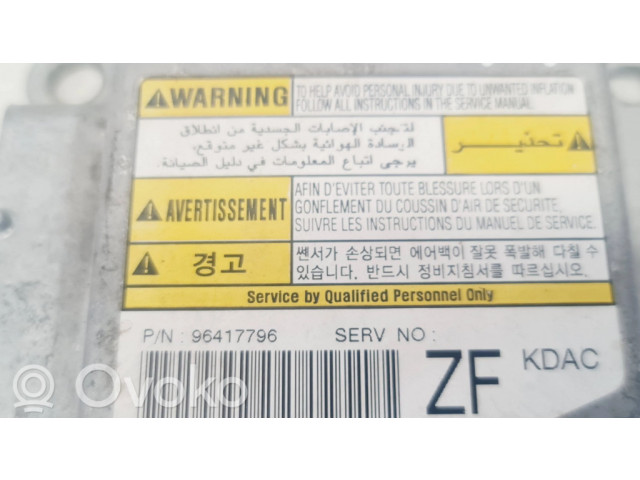 WARNING
TO HELP AVOID PERSONAL INJURY DUE TO UNWANTED INFLATION
FOLLOW ALL INSTRUCTIONS IN THE SERVICE MANUAL.
تحذير
لتجنب الإصابات الجسدية من انطلاق
الرسادة الهوائية بشكل غير متوقع،
يرجى اتباع المعلومات في دليل الصيانة.
AVERTISSEMENT
AFIN D'EVITER TOUTE BLESSURE LORS D'UN
GONFLEMENT DU COUSSIN D'AIR DE SECURITE,
SUIVRE LES INSTRUCTIONS DU MANUEL DE SERVICE.
경고
쎈서가 손상되면 에어백이 잘못 폭발해 다칠 수
있습니다. 반드시 정비지침서를 따르십시오.
Service by Qualified Personnel Only
P/N : 96417796 SERV NO :
ZF KDAC
Ovoko